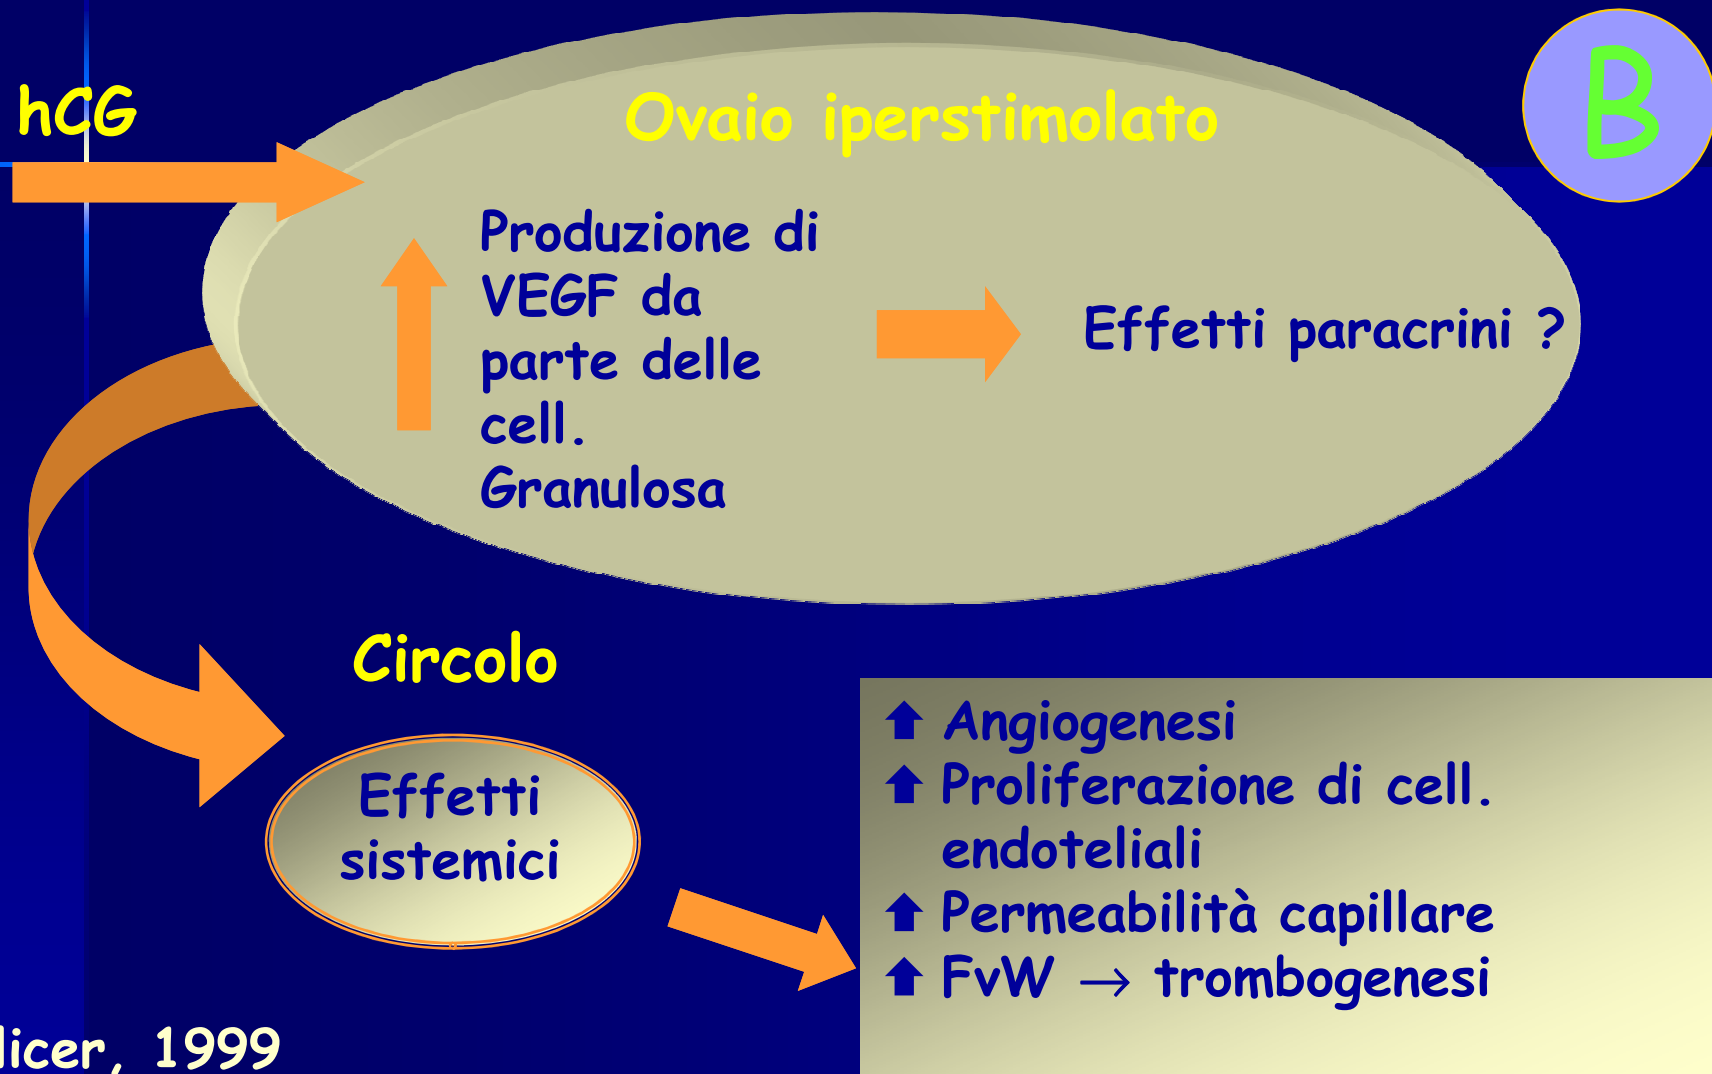 hCG
Ovaio iperstimolato
B
Produzione di
VEGF da
parte delle
cell.
Granulosa
Effetti paracrini ?
Circolo
Effetti
sistemici
Angiogenesi
Proliferazione di cell.
endoteliali
Permeabilità capillare
FvW → trombogenesi
1999